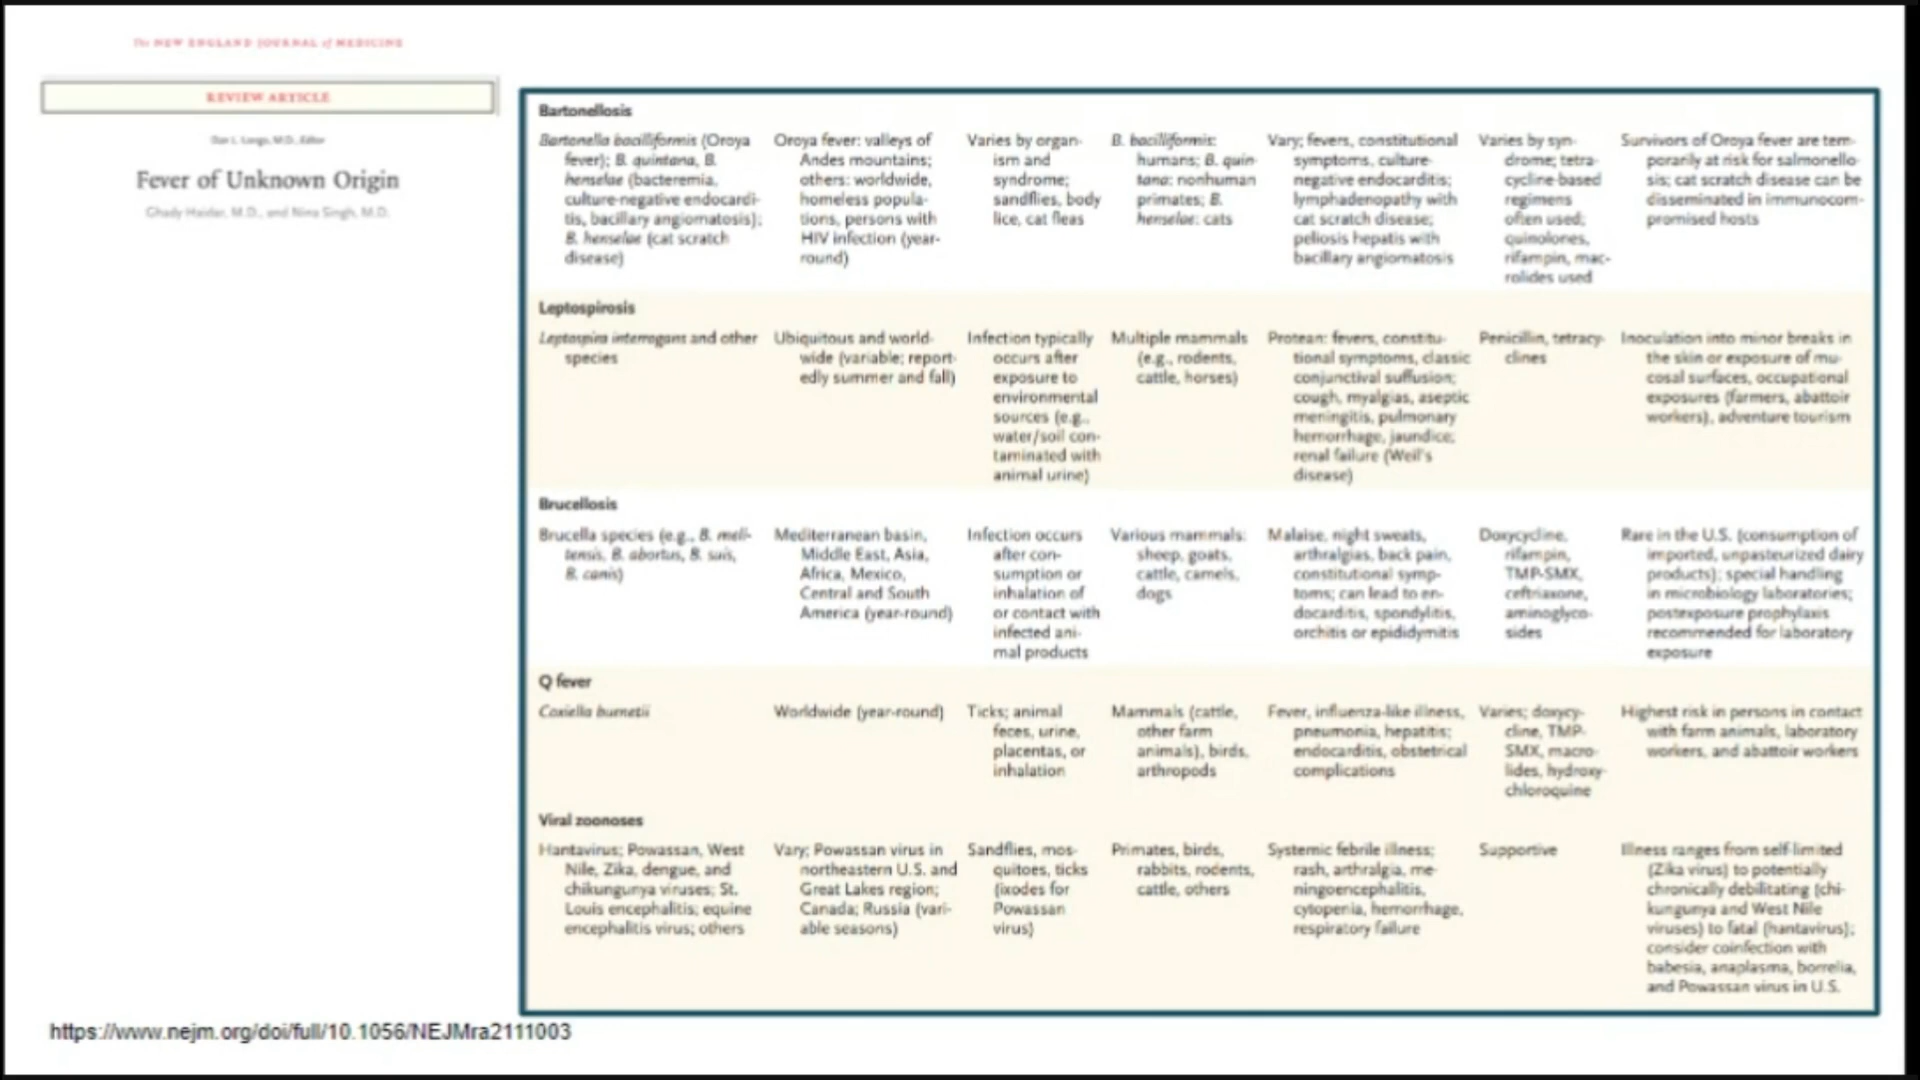 The NEW ENGLAND JOURNAL of MEDICINE
REVIEW ARTICLE
Dan L. Longo, M.D., Editor
Fever of Unknown Origin
Ghady Haidar, M.D., and Nina Singh, M.D.
Bartonellosis
Bartonella bacilliformis (Oroya
fever); B. quintana, B.
henselae (bacteremia,
culture-negative endocardi-
tis, bacillary angiomatosis);
B. henselae (cat scratch
disease)
Oroya fever: valleys of
Andes mountains;
others: worldwide,
homeless popula-
tions, persons with
HIV infection (year-
round)
Varies by organ-
ism and
syndrome;
sandflies, body
lice, cat fleas
B. bacilliformis:
humans; B. quin-
tana: nonhuman
primates; B.
henselae: cats
Vary; fevers, constitutional
symptoms, culture-
negative endocarditis;
lymphadenopathy with
cat scratch disease;
peliosis hepatis with
bacillary angiomatosis
Varies by syn-
drome; tetra-
cycline-based
regimens
often used;
quinolones,
rifampin, mac-
rolides used
Survivors of Oroya fever are tem-
porarily at risk for salmonello-
sis; cat scratch disease can be
disseminated in immunocom-
promised hosts
Leptospirosis
Leptospira interrogans and other
species
Ubiquitous and world-
wide (variable; report-
edly summer and fall)
Infection typically
occurs after
exposure to
environmental
sources (e.g.,
water/soil con-
taminated with
animal urine)
Multiple mammals
(e.g., rodents,
cattle, horses)
Protean: fevers, constitu-
tional symptoms, classic
conjunctival suffusion;
cough, myalgias, aseptic
meningitis, pulmonary
hemorrhage, jaundice;
renal failure (Weil's
disease)
Penicillin, tetracy-
clines
Inoculation into minor breaks in
the skin or exposure of mu-
cosal surfaces, occupational
exposures (farmers, abattoir
workers), adventure tourism
Brucellosis
Brucella species (e.g., B. meli-
tensis, B. abortus, B. suis,
B. canis)
Mediterranean basin,
Middle East, Asia,
Africa, Mexico,
Central and South
America (year-round)
Infection occurs
after con-
sumption or
inhalation of
or contact with
infected ani-
mal products
Various mammals:
sheep, goats,
cattle, camels,
dogs
Malaise, night sweats,
arthralgias, back pain,
constitutional symp-
toms; can lead to en-
docarditis, spondylitis,
orchitis or epididymitis
Doxycycline,
rifampin,
TMP-SMX,
ceftriaxone,
aminoglyco-
sides
Rare in the U.S. (consumption of
imported, unpasteurized dairy
products); special handling
in microbiology laboratories;
postexposure prophylaxis
recommended for laboratory
exposure
Q fever
Coxiella burnetii
Worldwide (year-round)
Ticks; animal
feces, urine,
placentas, or
inhalation
Mammals (cattle,
other farm
animals), birds,
arthropods
Fever, influenza-like illness,
pneumonia, hepatitis;
endocarditis, obstetrical
complications
Varies; doxycy-
cline, TMP-
SMX, macro-
lides, hydroxy-
chloroquine
Highest risk in persons in contact
with farm animals, laboratory
workers, and abattoir workers
Viral zoonoses
Hantavirus; Powassan, West
Nile, Zika, dengue, and
chikungunya viruses; St.
Louis encephalitis; equine
encephalitis virus; others
Vary; Powassan virus in
northeastern U.S. and
Great Lakes region;
Canada; Russia (vari-
able seasons)
Sandflies, mos-
quitoes, ticks
(ixodes for
Powassan
virus)
Primates, birds,
rabbits, rodents,
cattle, others
Systemic febrile illness;
rash, arthralgia, me-
ningoencephalitis,
cytopenia, hemorrhage,
respiratory failure
Supportive
Illness ranges from self-limited
(Zika virus) to potentially
chronically debilitating (chi-
kungunya and West Nile
viruses) to fatal (hantavirus);
consider coinfection with
babesia, anaplasma, borrelia,
and Powassan virus in U.S.
https://www.nejm.org/doi/full/10.1056/NEJMra2111003